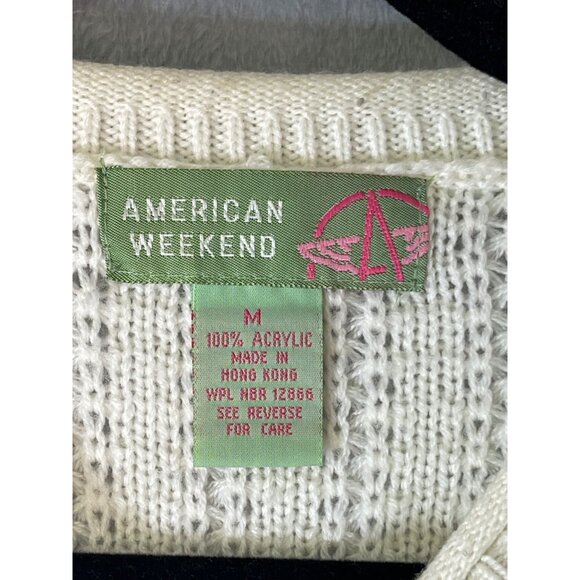 AMERICAN
WEEKEND
M
100% ACRYLIC
MADE IN
HONG KONG
WPL NBR 12866
SEE REVERSE
FOR CARE